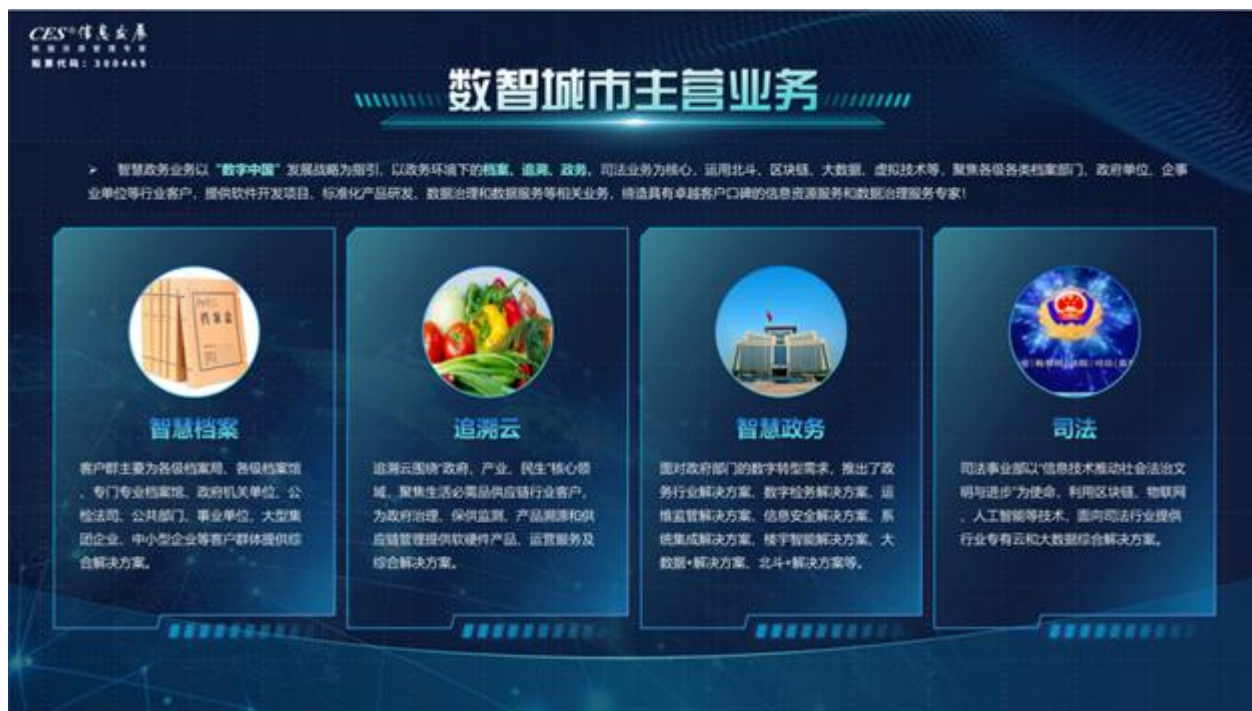 CES®信息发展
数据资源管理专家
股票代码：300469
数智城市主营业务
➢ 智慧政务业务以“数字中国”发展战略为指引，以政务环境下的档案、追溯、政务，司法业务为核心，运用北斗、区块链、大数据、虚拟技术等，聚焦各级各类档案部门、政府单位、企事
业单位等行业客户，提供软件开发项目、标准化产品研发、数据治理和数据服务等相关业务，缔造具有卓越客户口碑的信息资源服务和数据治理服务专家！
档案盒
智慧档案
客户群主要为各级档案局、各级档案馆
、专门专业档案馆、政府机关单位、公
检法司、公共部门、事业单位、大型集
团企业、中小型企业等客户群体提供综
合解决方案。
追溯云
追溯云围绕“政府、产业、民生”核心领
域，聚焦生活必需品供应链行业客户，
为政府治理、保供监测、产品溯源和供
应链管理提供软硬件产品、运营服务及
综合解决方案。
智慧政务
面对政府部门的数字转型需求，推出了政
务行业解决方案、数字检务解决方案、运
维监管解决方案、信息安全解决方案、系
统集成解决方案、楼宇智能解决方案、大
数据+解决方案、北斗+解决方案等。
司法
司法事业部以“信息技术推动社会法治文
明与进步”为使命，利用区块链、物联网
、人工智能等技术，面向司法行业提供
行业专有云和大数据综合解决方案。